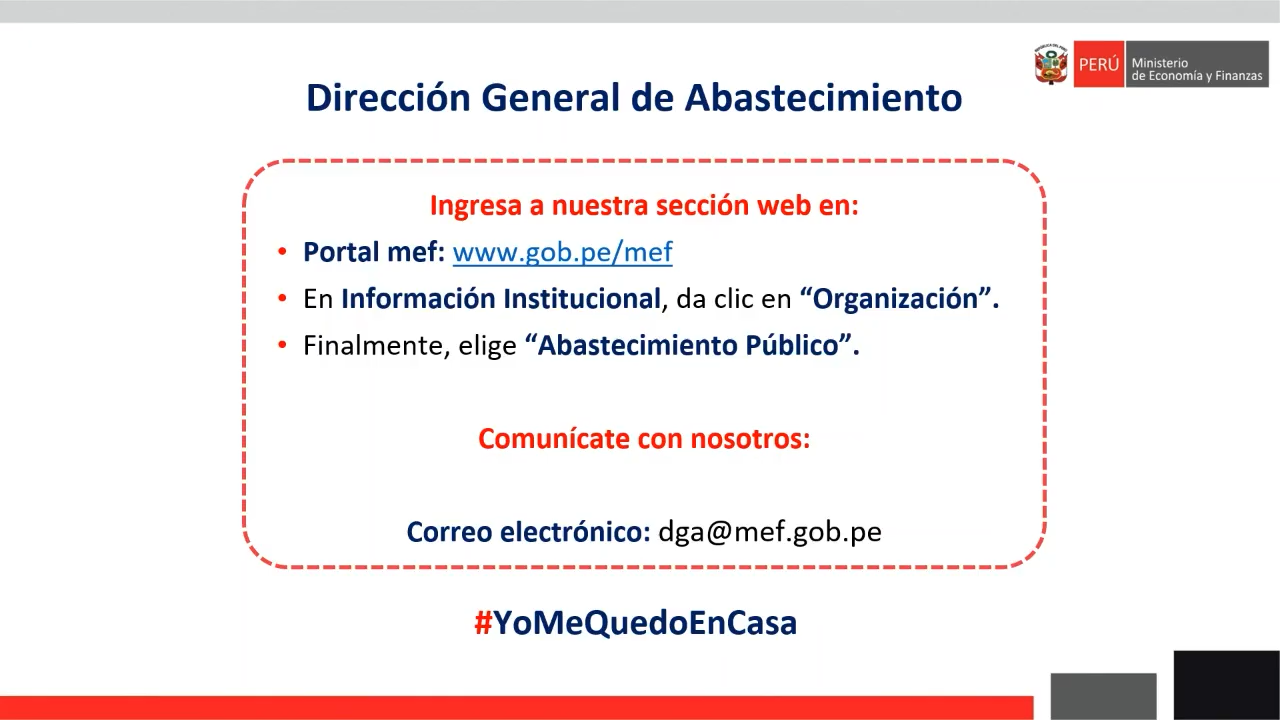 PERÚ
Ministerio
de Economía y Finanzas
Dirección General de Abastecimiento
Ingresa a nuestra sección web en:
• Portal mef: www.gob.pe/mef
• En Información Institucional, da clic en “Organización”.
• Finalmente, elige “Abastecimiento Público”.
Comunícate con nosotros:
Correo electrónico: dga@mef.gob.pe
#YoMeQuedoEnCasa